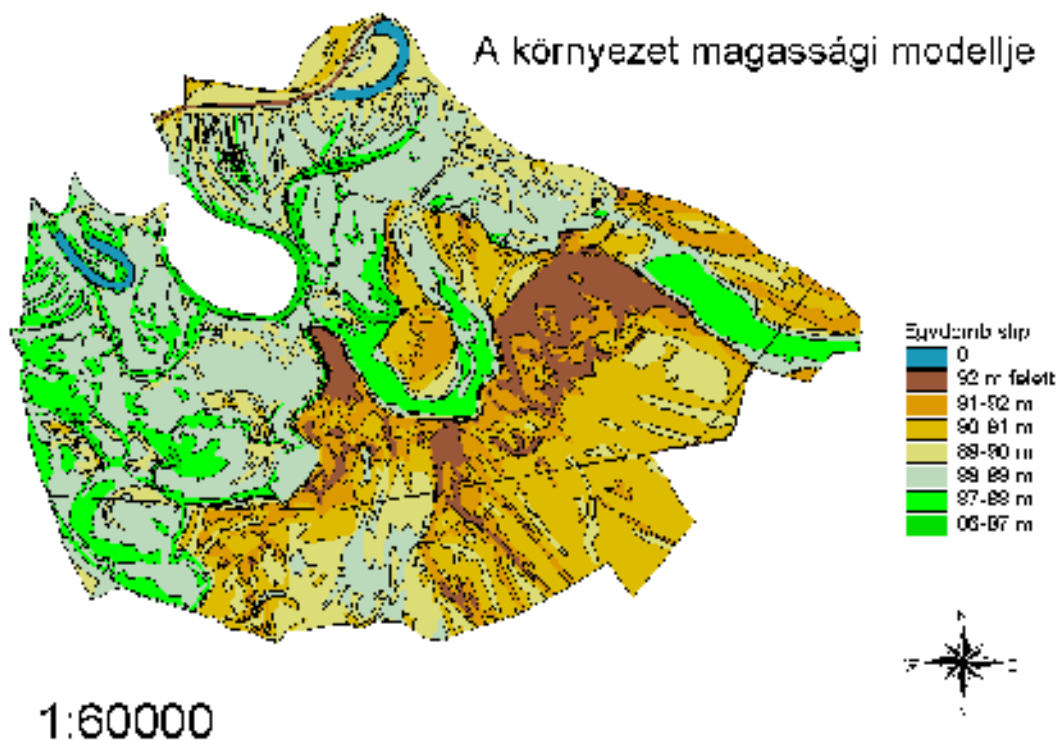 A környezet magassági modellje
0
92 m felett
91-92 m
90-91 m
89-90 m
88-89 m
87-88 m
1:60000